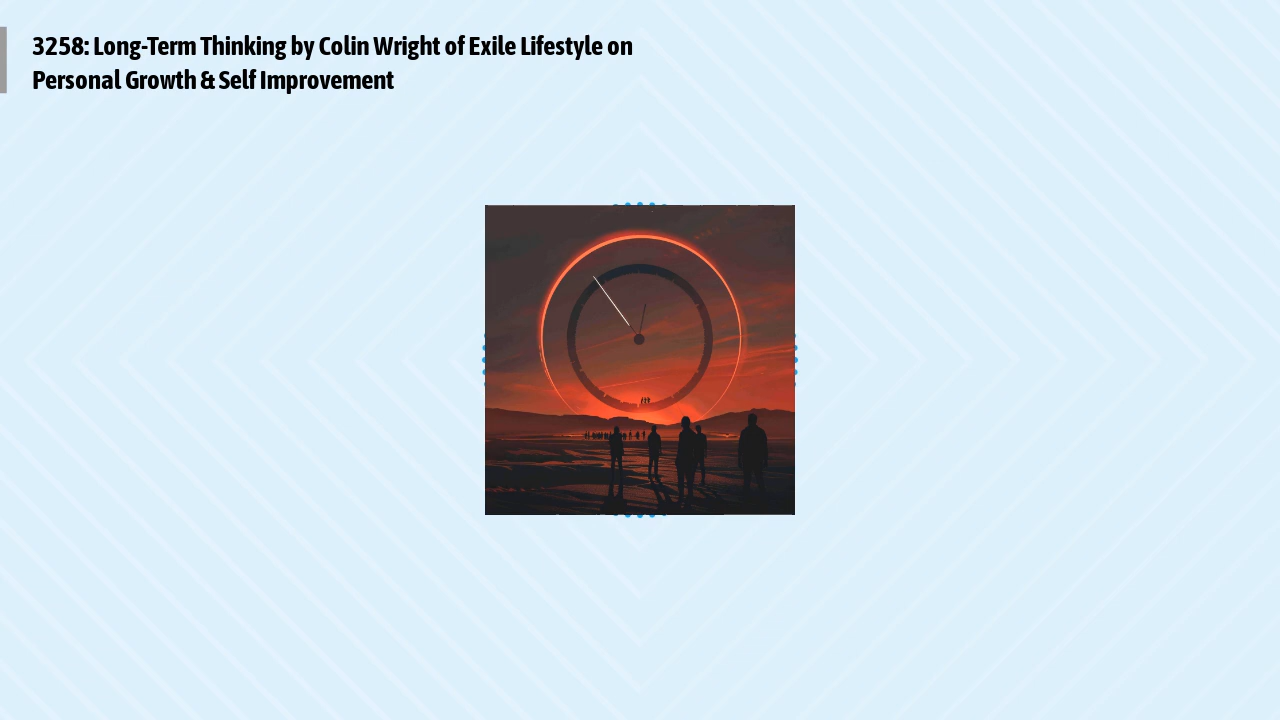 3258: Long-Term Thinking by Colin Wright of Exile Lifestyle on
Personal Growth & Self Improvement